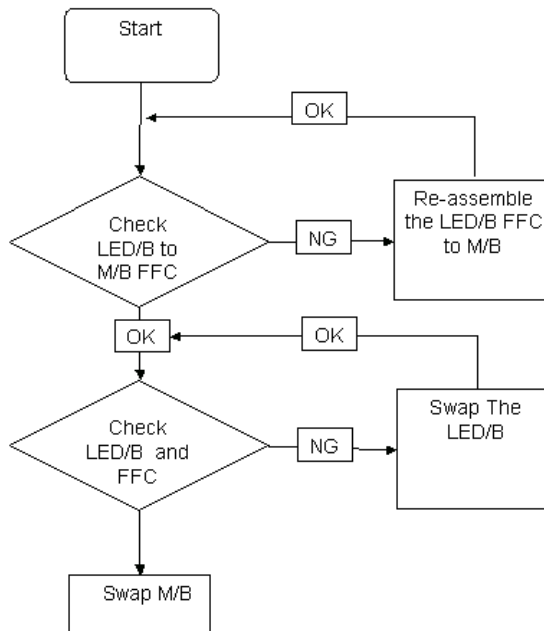 Start
OK
Check
LED/B to
M/B FFC
NG
Re-assemble
the LED/B FFC
to M/B
OK
OK
Check
LED/B and
FFC
NG
Swap The
LED/B
Swap M/B